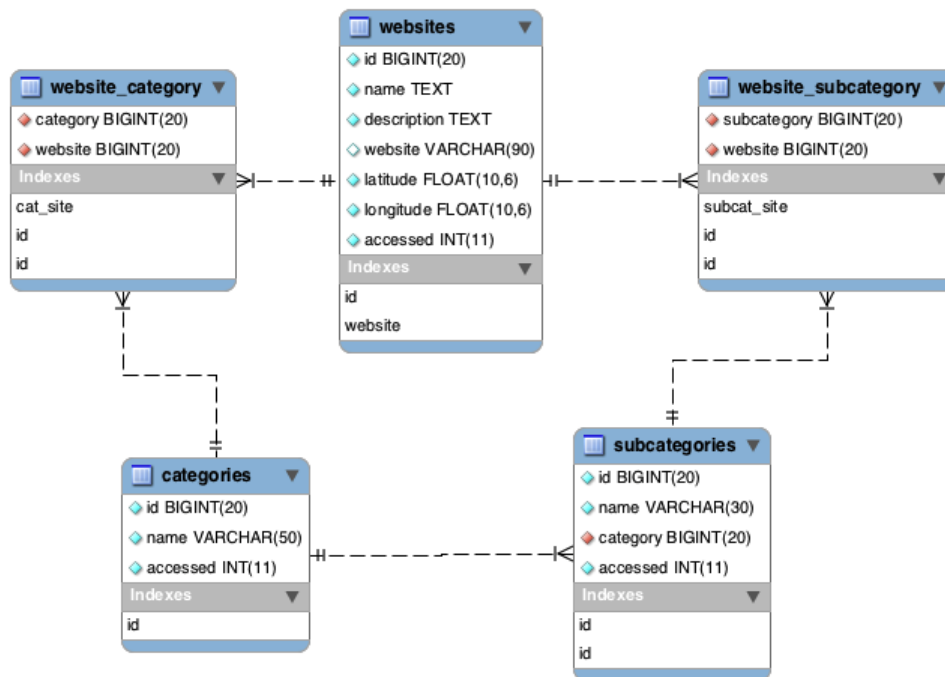 websites
id BIGINT(20)
name TEXT
description TEXT
website VARCHAR(90)
latitude FLOAT(10,6)
longitude FLOAT(10,6)
accessed INT(11)
Indexes
id
website
website_category
category BIGINT(20)
website BIGINT(20)
Indexes
cat_site
id
id
website_subcategory
subcategory BIGINT(20)
website BIGINT(20)
Indexes
subcat_site
id
id
categories
id BIGINT(20)
name VARCHAR(50)
accessed INT(11)
Indexes
id
subcategories
id BIGINT(20)
name VARCHAR(30)
category BIGINT(20)
accessed INT(11)
Indexes
id
id